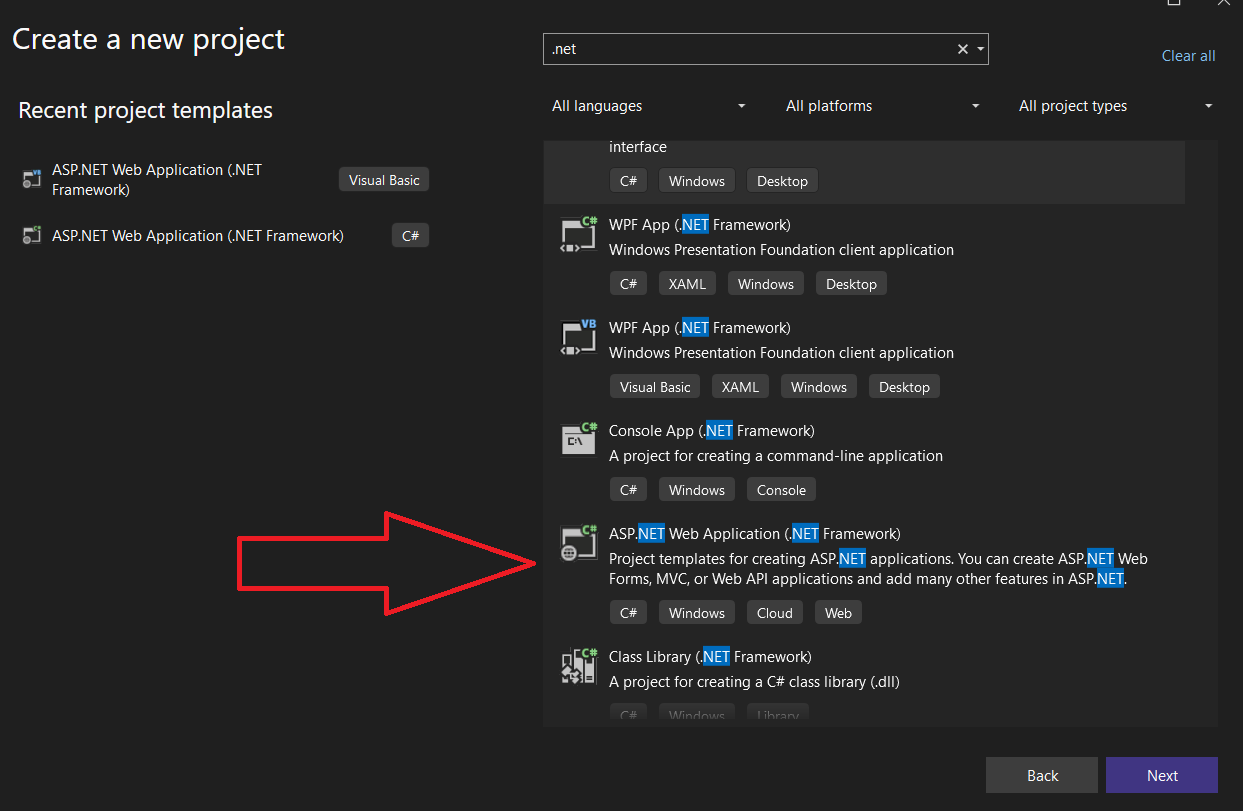 Create a new project
.net
Clear all
Recent project templates
All languages
All platforms
All project types
ASP.NET Web Application (.NET
Framework)
Visual Basic
ASP.NET Web Application (.NET Framework)
C#
interface
C# Windows Desktop
WPF App (.NET Framework)
Windows Presentation Foundation client application
C# XAML Windows Desktop
WPF App (.NET Framework)
Windows Presentation Foundation client application
Visual Basic XAML Windows Desktop
Console App (.NET Framework)
A project for creating a command-line application
C# Windows Console
ASP.NET Web Application (.NET Framework)
Project templates for creating ASP.NET applications. You can create ASP.NET Web
Forms, MVC, or Web API applications and add many other features in ASP.NET.
C# Windows Cloud Web
Class Library (.NET Framework)
A project for creating a C# class library (.dll)
C# Windows Library
Back
Next